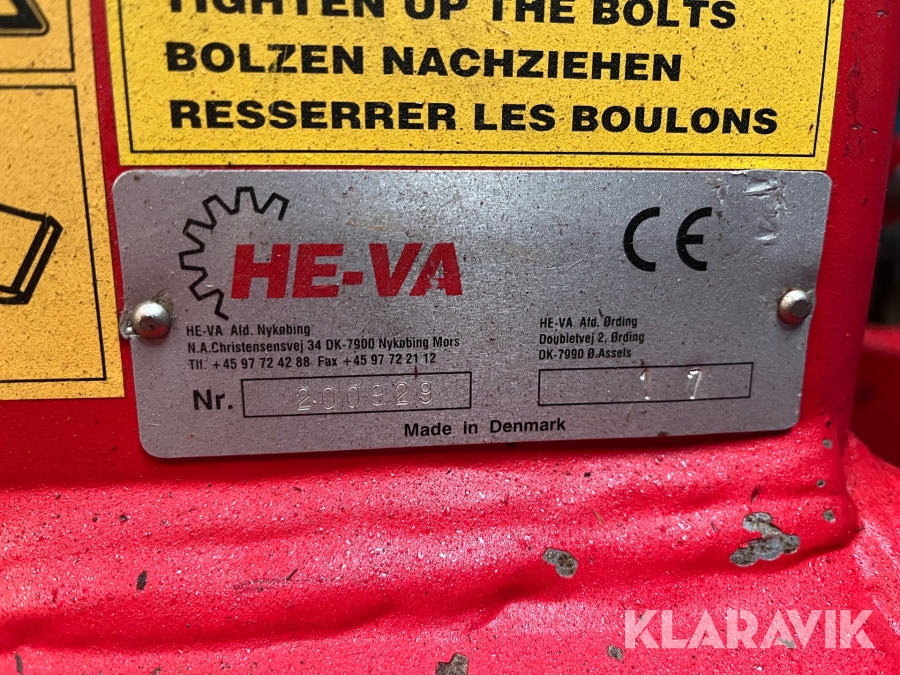 TIGHTEN UP THE BOLTS
BOLZEN NACHZIEHEN
RESSERRER LES BOULONS
HE-VA
CE
HE-VA Afd. Nykøbing
N.A.Christensensvej 34 DK-7900 Nykøbing Mors
Tlf. +45 97 72 42 88 Fax +45 97 72 21 12
HE-VA Afd. Ørding
Doubletvej 2, Ørding
DK-7990 Ø.Assels
Nr. 200929
17
Made in Denmark
KLARAVIK